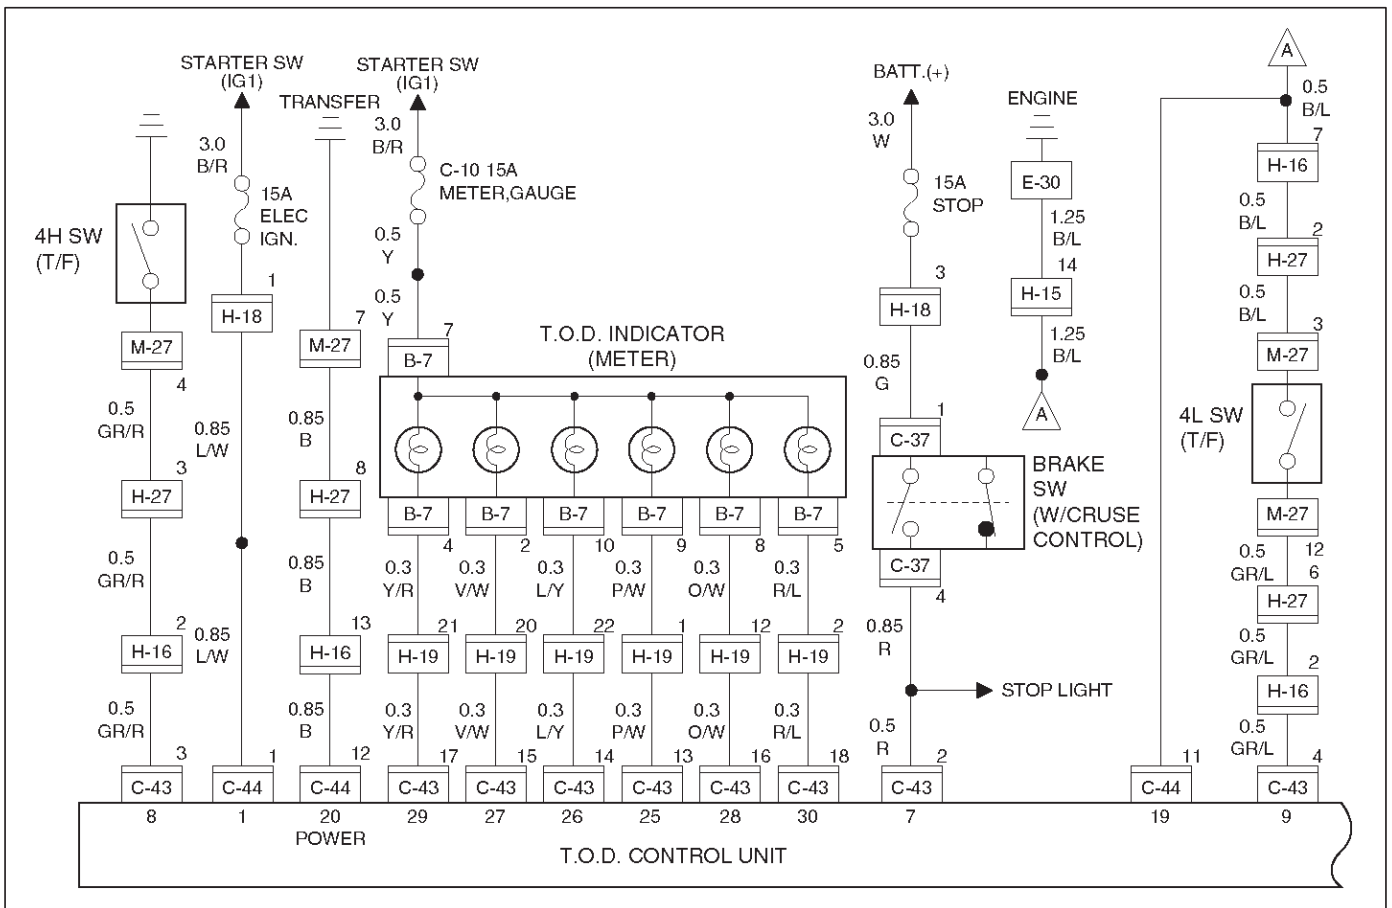 STARTER SW
(IG1)
STARTER SW
(IG1)
BATT.(+)
A
TRANSFER
ENGINE
0.5
B/L
3.0
B/R
3.0
B/R
3.0
W
7
H-16
15A
ELEC
IGN.
C-10 15A
METER,GAUGE
15A
STOP
E-30
0.5
B/L
1.25
B/L
2
H-27
4H SW
(T/F)
0.5
Y
1
H-18
3
H-18
14
H-15
0.5
B/L
0.5
Y
7
M-27
7
B-7
T.O.D. INDICATOR
(METER)
1.25
B/L
3
M-27
M-27
4
0.85
G
A
4L SW
(T/F)
0.5
GR/R
0.85
L/W
0.85
B
1
C-37
BRAKE
SW
(W/CRUSE
CONTROL)
3
H-27
8
H-27
B-7
4
B-7
2
B-7
10
B-7
9
B-7
8
B-7
5
C-37
4
M-27
12
0.5
GR/R
0.85
B
0.3
Y/R
0.3
V/W
0.3
L/Y
0.3
P/W
0.3
O/W
0.3
R/L
0.5
GR/L
6
H-27
2
H-16
0.85
L/W
13
H-16
21
H-19
20
H-19
22
H-19
1
H-19
12
H-19
2
H-19
0.85
R
0.5
GR/L
2
H-16
STOP LIGHT
0.5
GR/R
0.85
B
0.3
Y/R
0.3
V/W
0.3
L/Y
0.3
P/W
0.3
O/W
0.3
R/L
0.5
R
0.5
GR/L
3
C-43
1
C-44
12
C-44
17
C-43
15
C-43
14
C-43
13
C-43
16
C-43
18
C-43
2
C-43
11
C-44
4
C-43
8
1
20
29
27
26
25
28
30
7
19
9
POWER
T.O.D. CONTROL UNIT